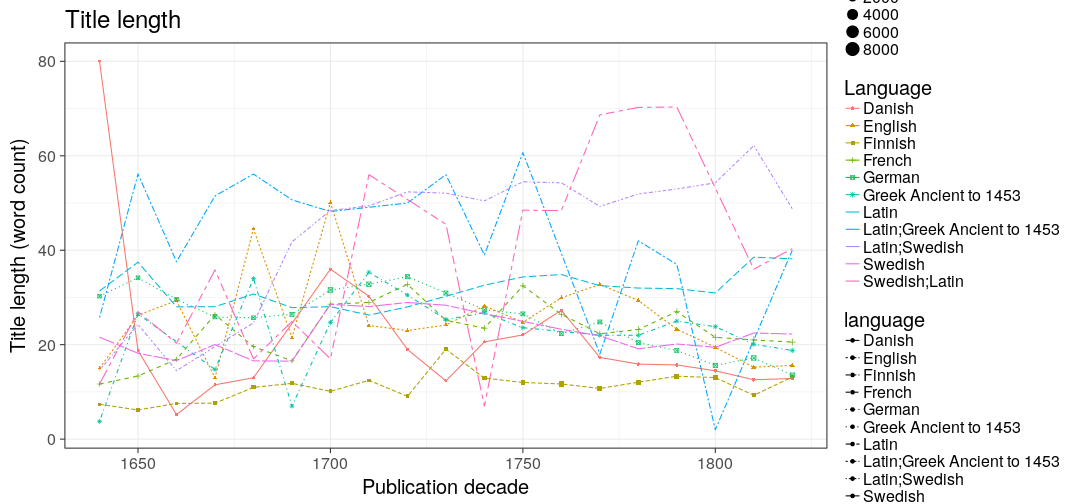 Title length
80
60
40
20
0
Title length (word count)
1650
1700
1750
1800
Publication decade
2000
4000
6000
8000
Language
Danish
English
Finnish
French
German
Greek Ancient to 1453
Latin
Latin;Greek Ancient to 1453
Latin;Swedish
Swedish
Swedish;Latin
language
Danish
English
Finnish
French
German
Greek Ancient to 1453
Latin
Latin;Greek Ancient to 1453
Latin;Swedish
Swedish